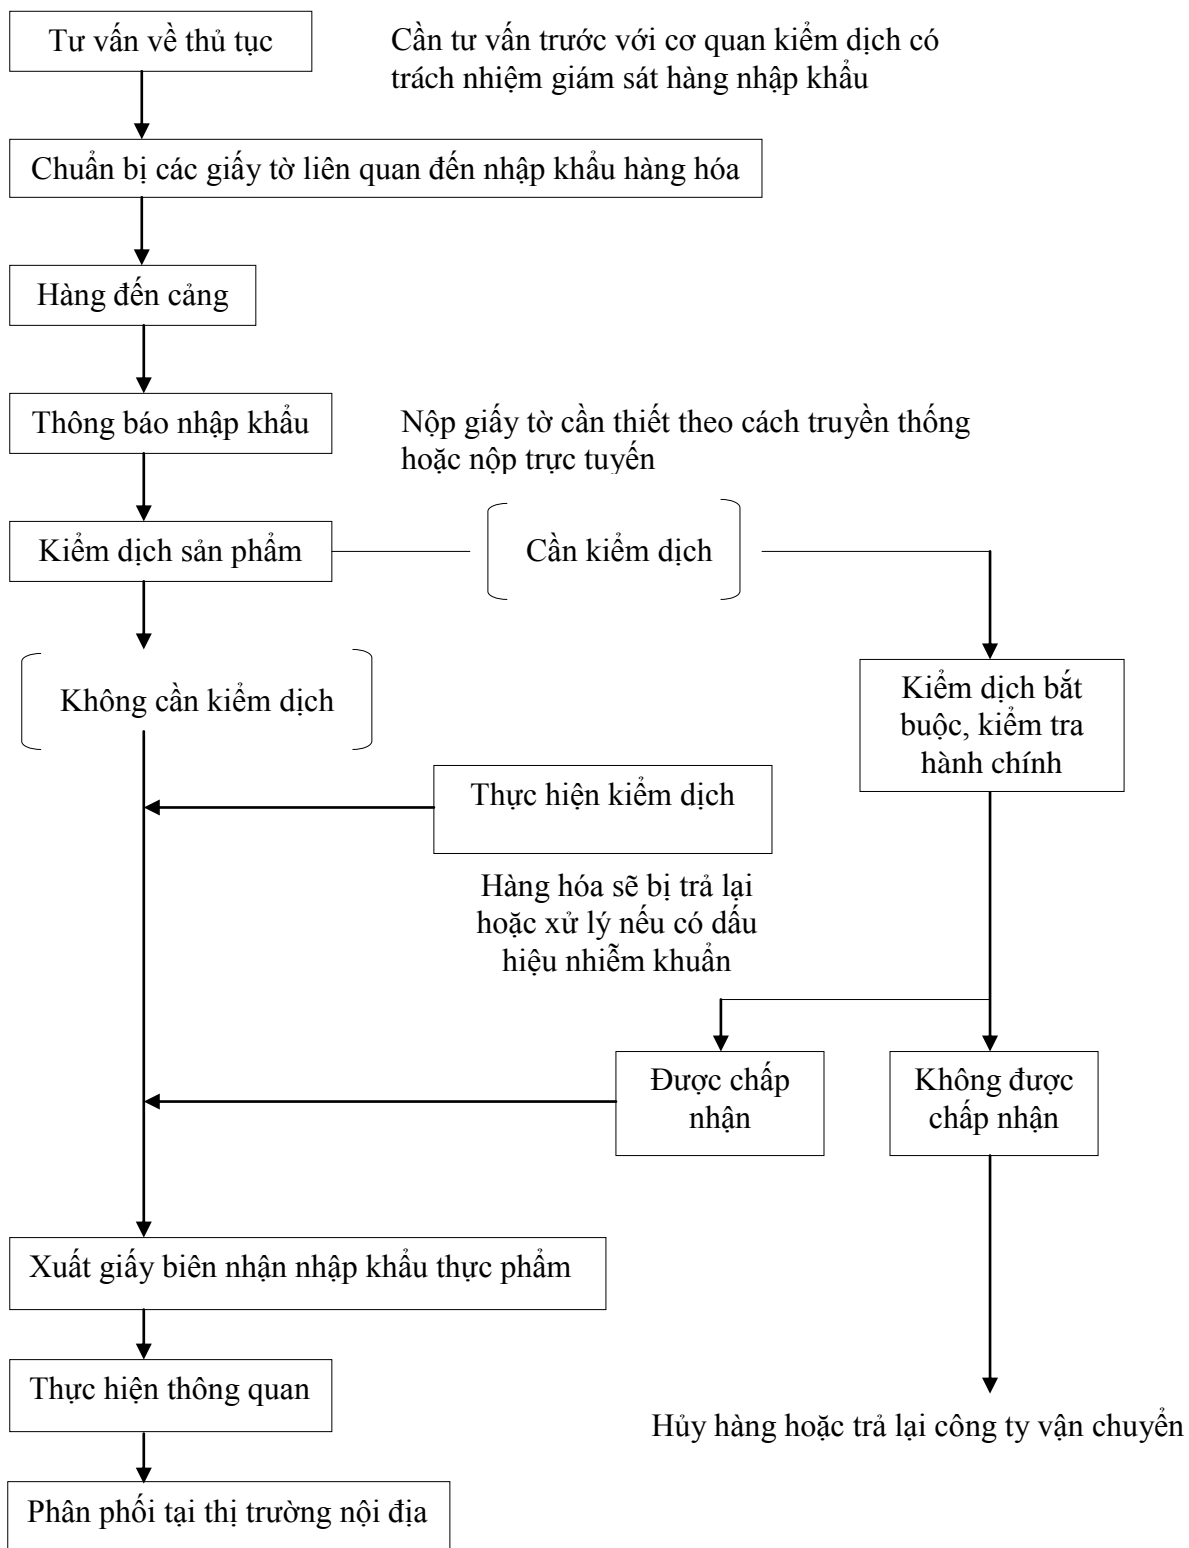 Tư vấn về thủ tục
Cần tư vấn trước với cơ quan kiểm dịch có
trách nhiệm giám sát hàng nhập khẩu
Chuẩn bị các giấy tờ liên quan đến nhập khẩu hàng hóa
Hàng đến cảng
Thông báo nhập khẩu
Nộp giấy tờ cần thiết theo cách truyền thống
hoặc nộp trực tuyến
Kiểm dịch sản phẩm
Cần kiểm dịch
Không cần kiểm dịch
Kiểm dịch bắt
buộc, kiểm tra
hành chính
Thực hiện kiểm dịch
Hàng hóa sẽ bị trả lại
hoặc xử lý nếu có dấu
hiệu nhiễm khuẩn
Được chấp
nhận
Không được
chấp nhận
Xuất giấy biên nhận nhập khẩu thực phẩm
Thực hiện thông quan
Hủy hàng hoặc trả lại công ty vận chuyển
Phân phối tại thị trường nội địa